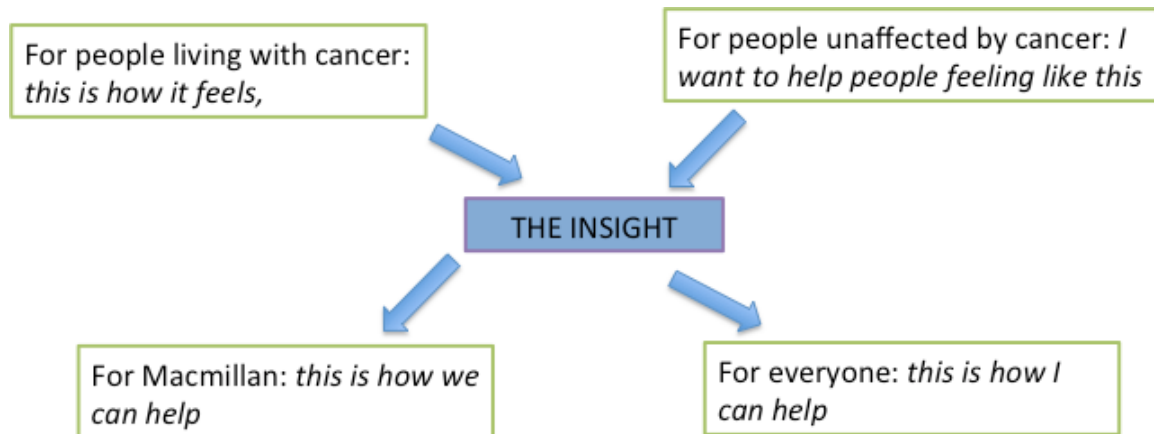 For people living with cancer:
this is how it feels,
For people unaffected by cancer: I
want to help people feeling like this
THE INSIGHT
For Macmillan: this is how we
can help
For everyone: this is how I
can help